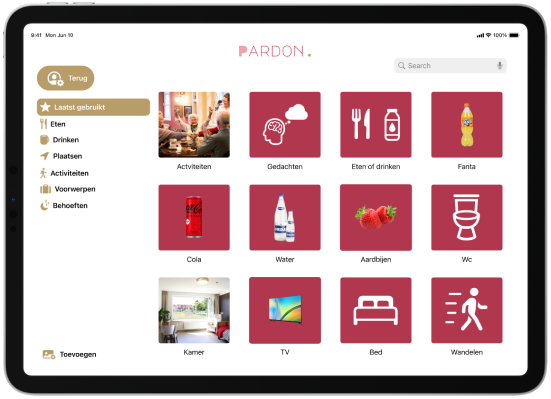 9:41 Mon Jun 10
100%
PARDON.
Search
Terug
Laatst gebruikt
Eten
Drinken
Plaatsen
Activiteiten
Voorwerpen
Behoeften
Toevoegen
Actviteiten
Gedachten
Eten of drinken
Fanta
Cola
Water
Aardbijen
Wc
Kamer
TV
Bed
Wandelen